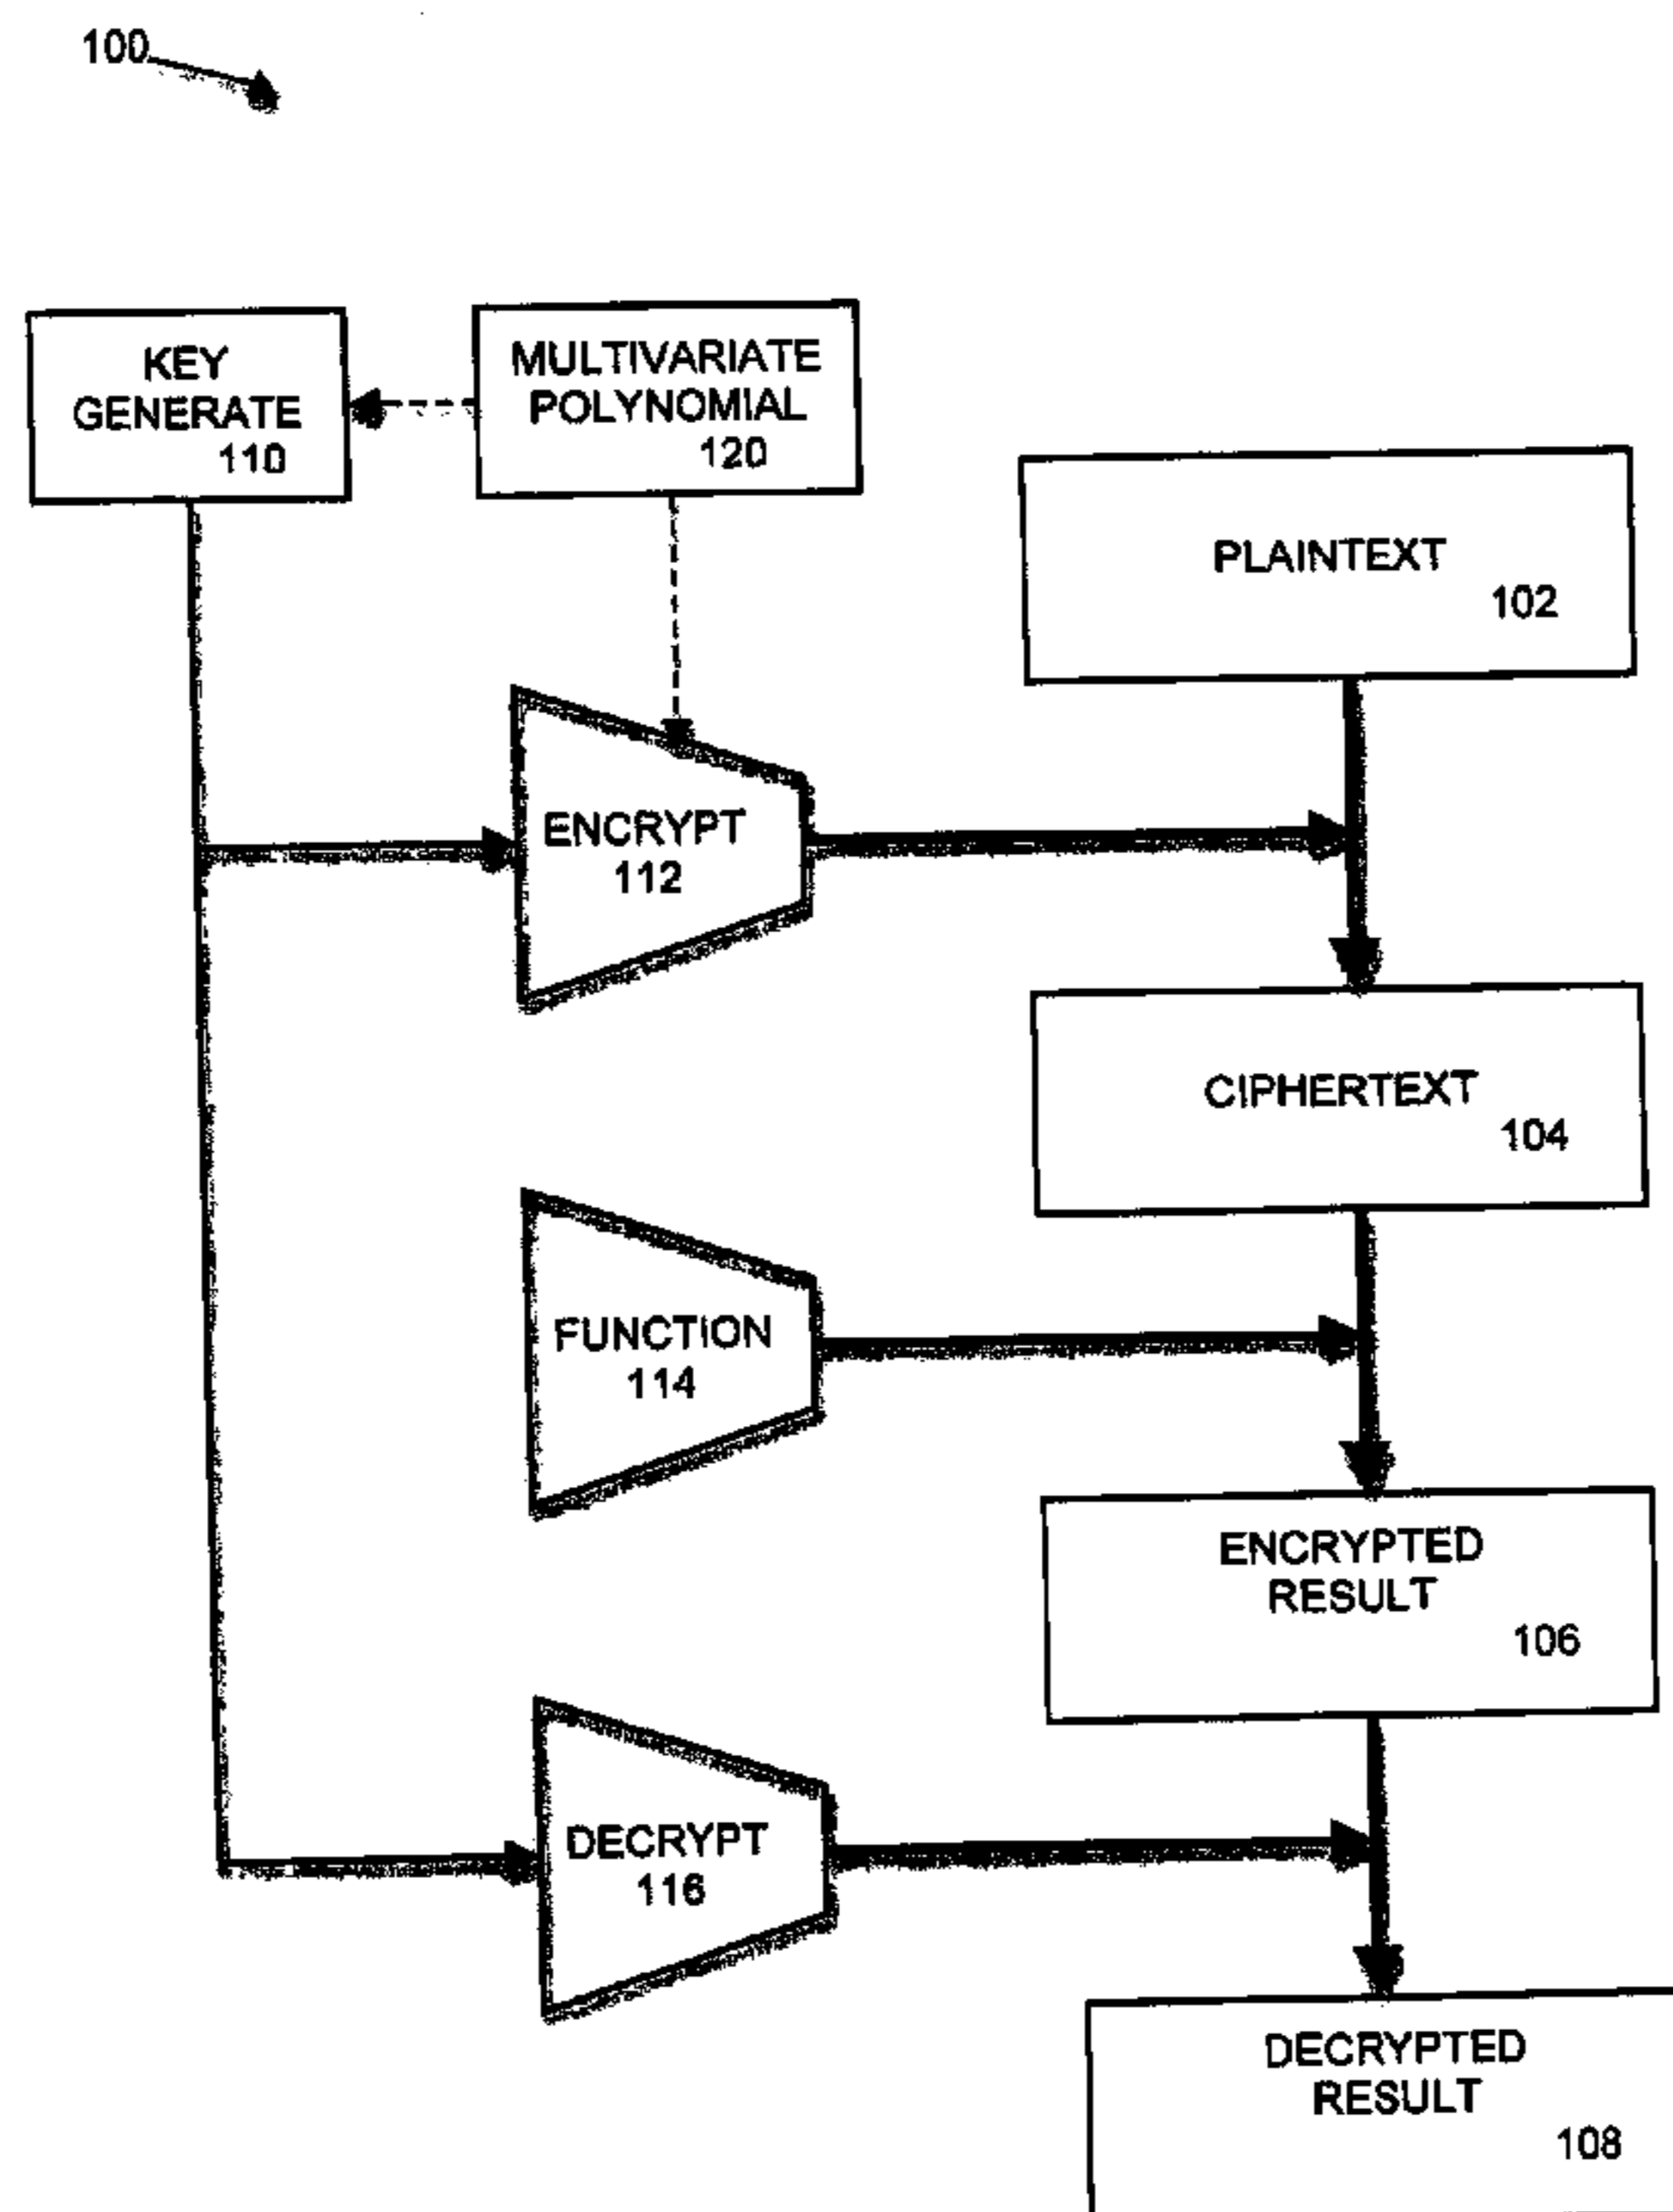 100
KEY
GENERATE
110
MULTIVARIATE
POLYNOMIAL
120
PLAINTEXT
102
ENCRYPT
112
CIPHERTEXT
104
FUNCTION
114
ENCRYPTED
RESULT
106
DECRYPT
116
DECRYPTED
RESULT
108